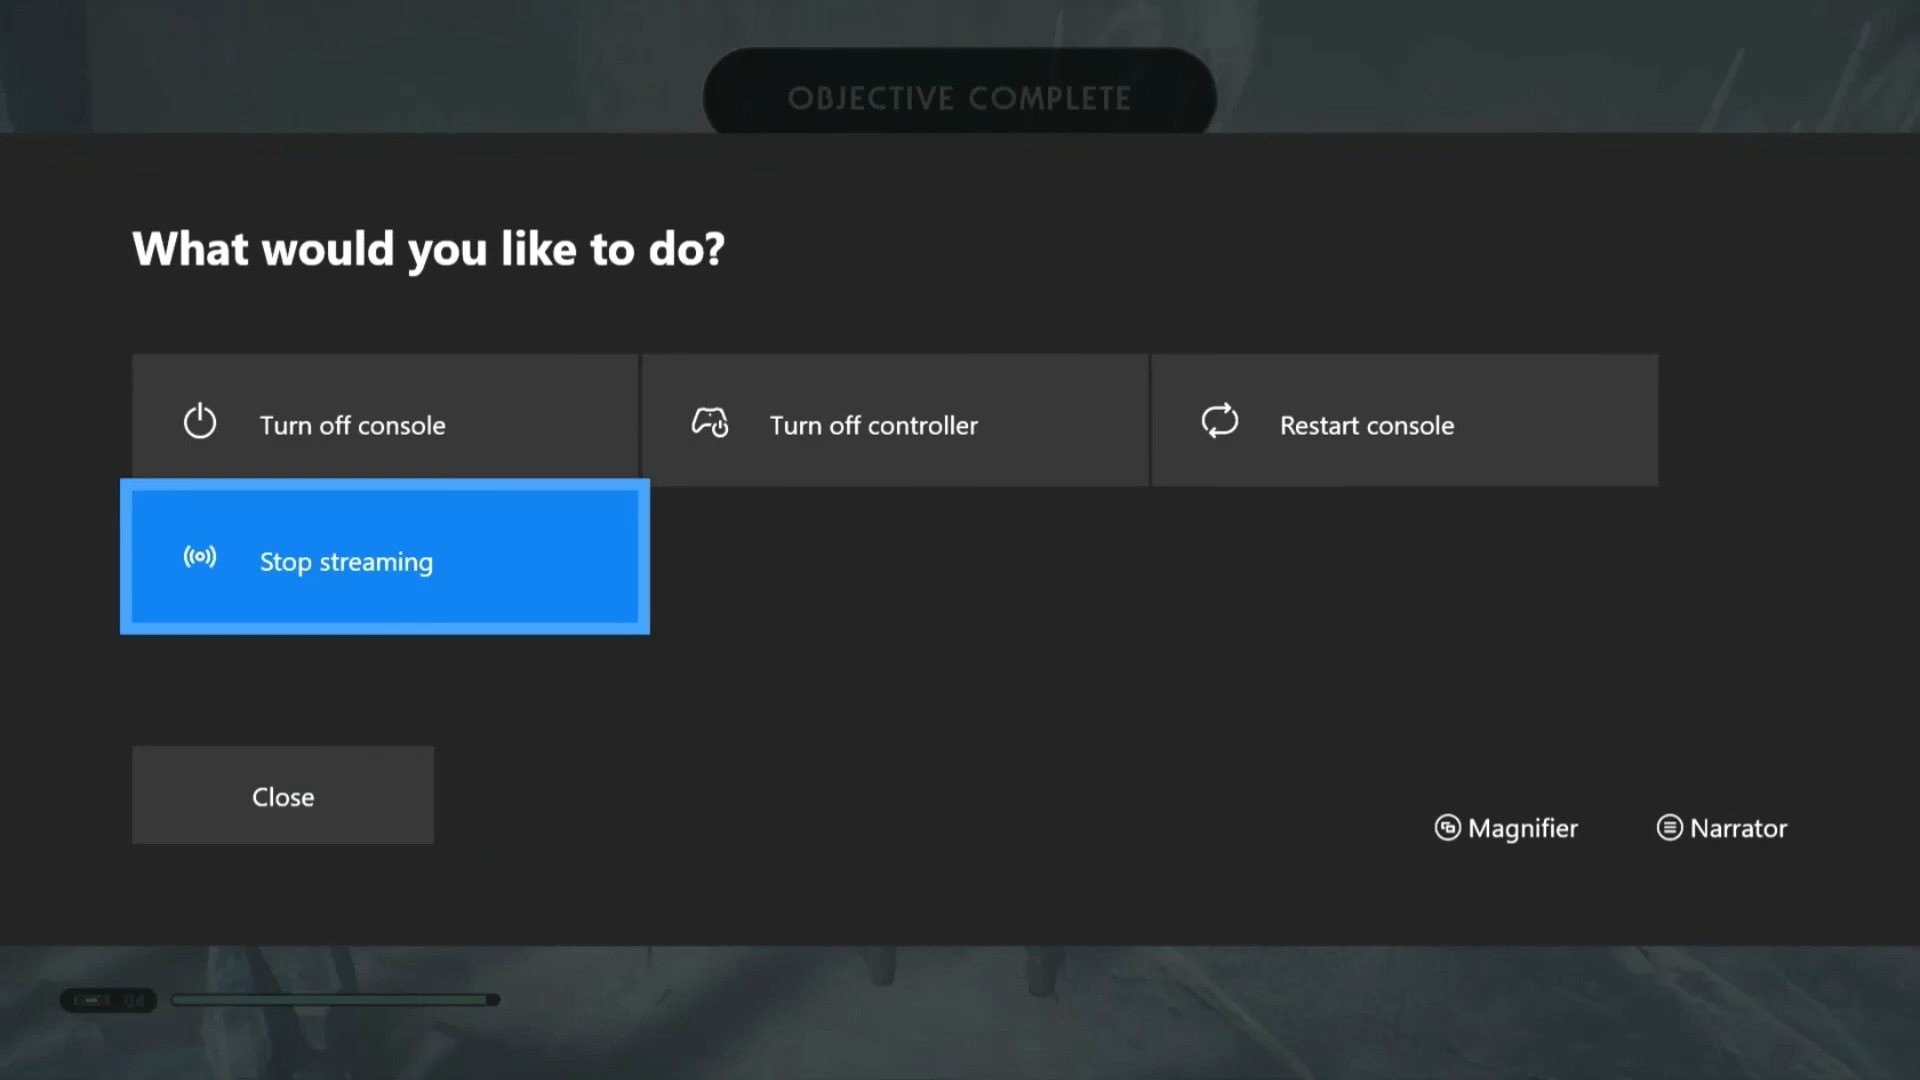 OBJECTIVE COMPLETE
What would you like to do?
Turn off console
Turn off controller
Restart console
Stop streaming
Close
Magnifier
Narrator